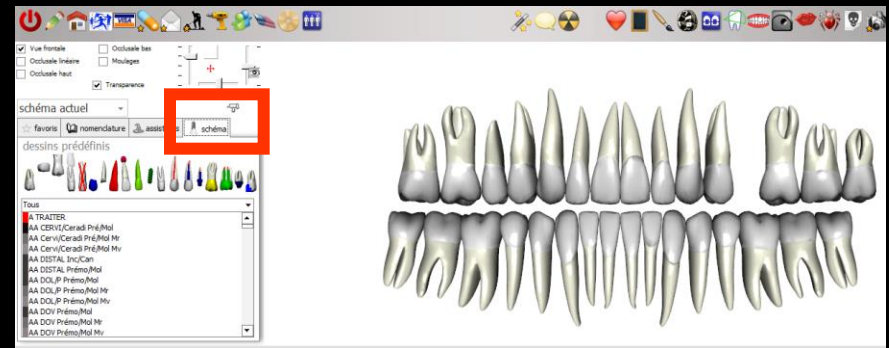 VISA
Vue frontale
Occlusale bas
Occlusale linéaire
Moulages
Occlusale haut
Transparence
schéma actuel
favoris nomenclature schéma
dessins prédéfinis
Tous
A TRAITER
AA CERVI/Ceradi Pré/Mol
AA Cervi/Ceradi Pré/Mol Mr
AA Cervi/Ceradi Pré/Mol Mv
AA DISTAL Inc/Can
AA DISTAL Prémo/Mol
AA DOL/P Prémo/Mol
AA DOL/P Prémo/Mol Mr
AA DOL/P Prémo/Mol Mv
AA DOV Prémo/Mol
AA DOV Prémo/Mol Mr
AA DOV Prémo/Mol Mv